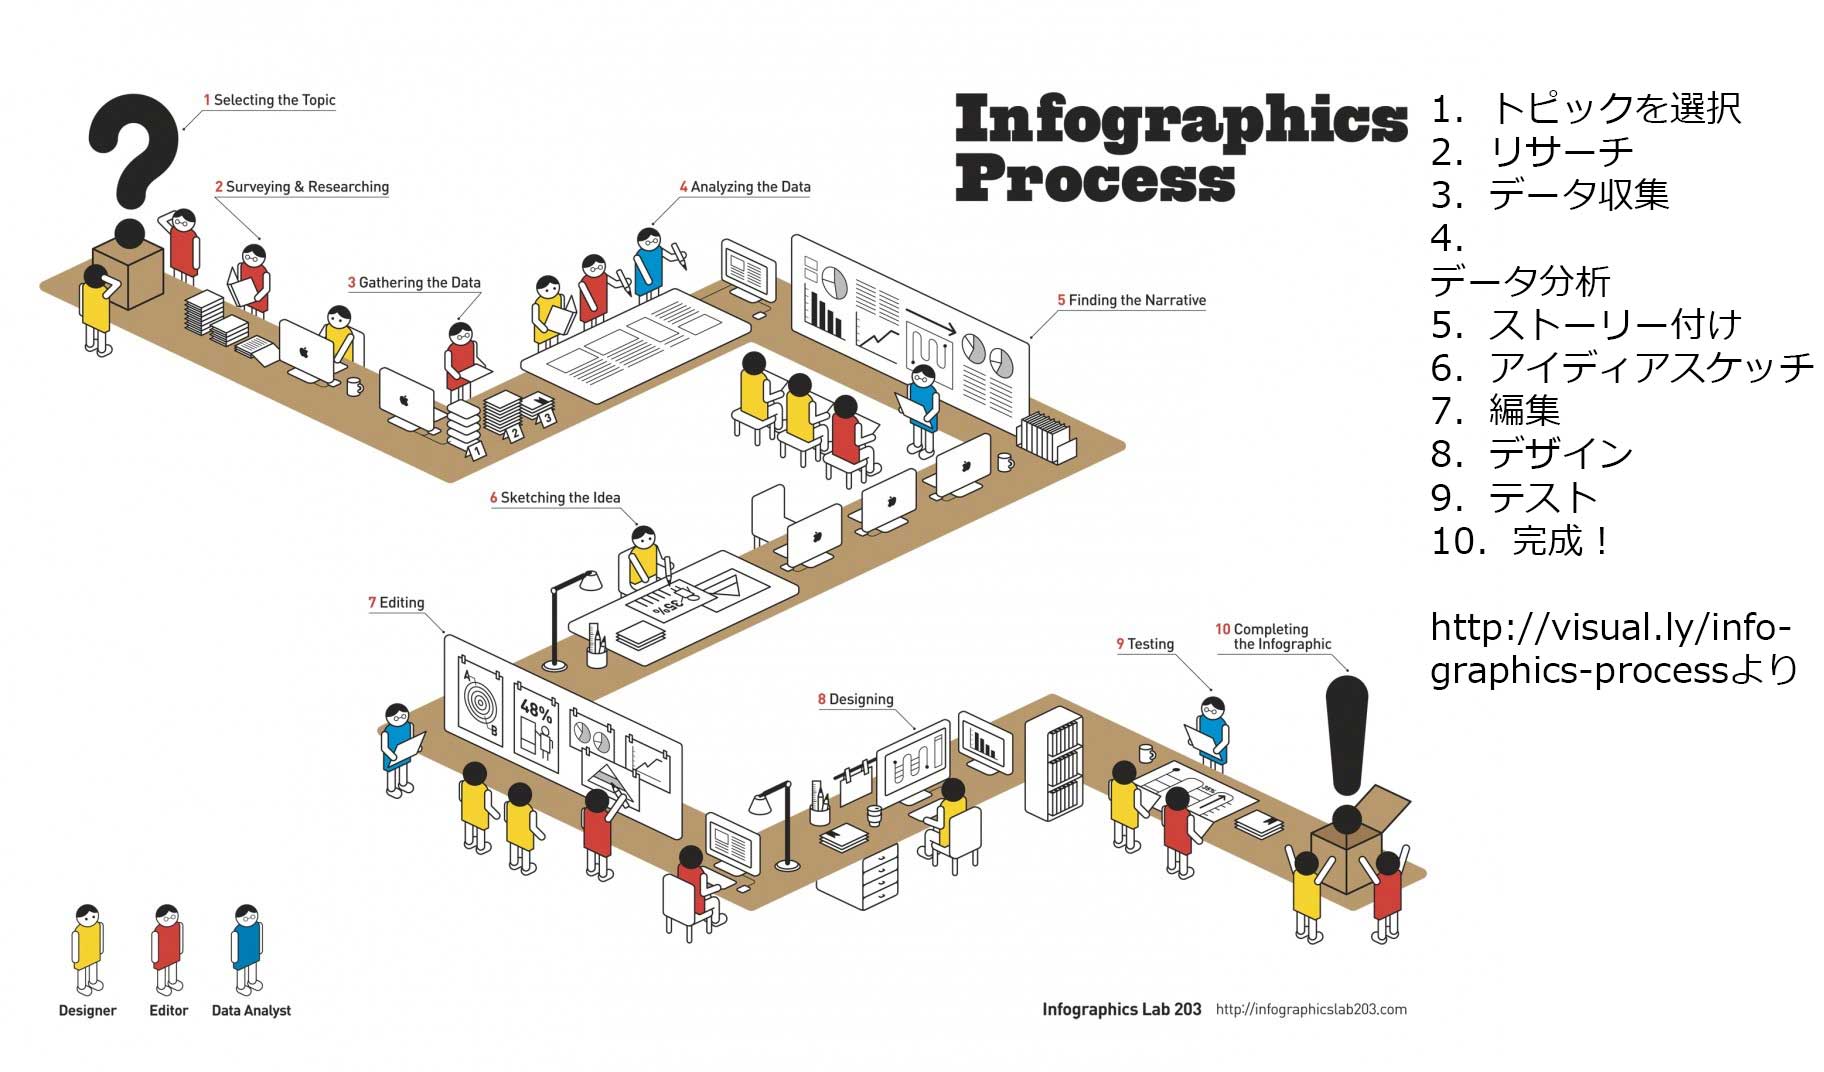 Infographics
Process
1 Selecting the Topic
2 Surveying & Researching
3 Gathering the Data
4 Analyzing the Data
5 Finding the Narrative
1
2
3
6 Sketching the Idea
35%
7 Editing
A
B
48%
8 Designing
9 Testing
10 Completing
the Infographic
35%
Designer
Editor
Data Analyst
Infographics Lab 203 http://infographicslab203.com
1. トピックを選択
2. リサーチ
3. データ収集
4.
データ分析
5. ストーリー付け
6. アイディアスケッチ
7. 編集
8. デザイン
9. テスト
10. 完成！
http://visual.ly/info-
graphics-processより